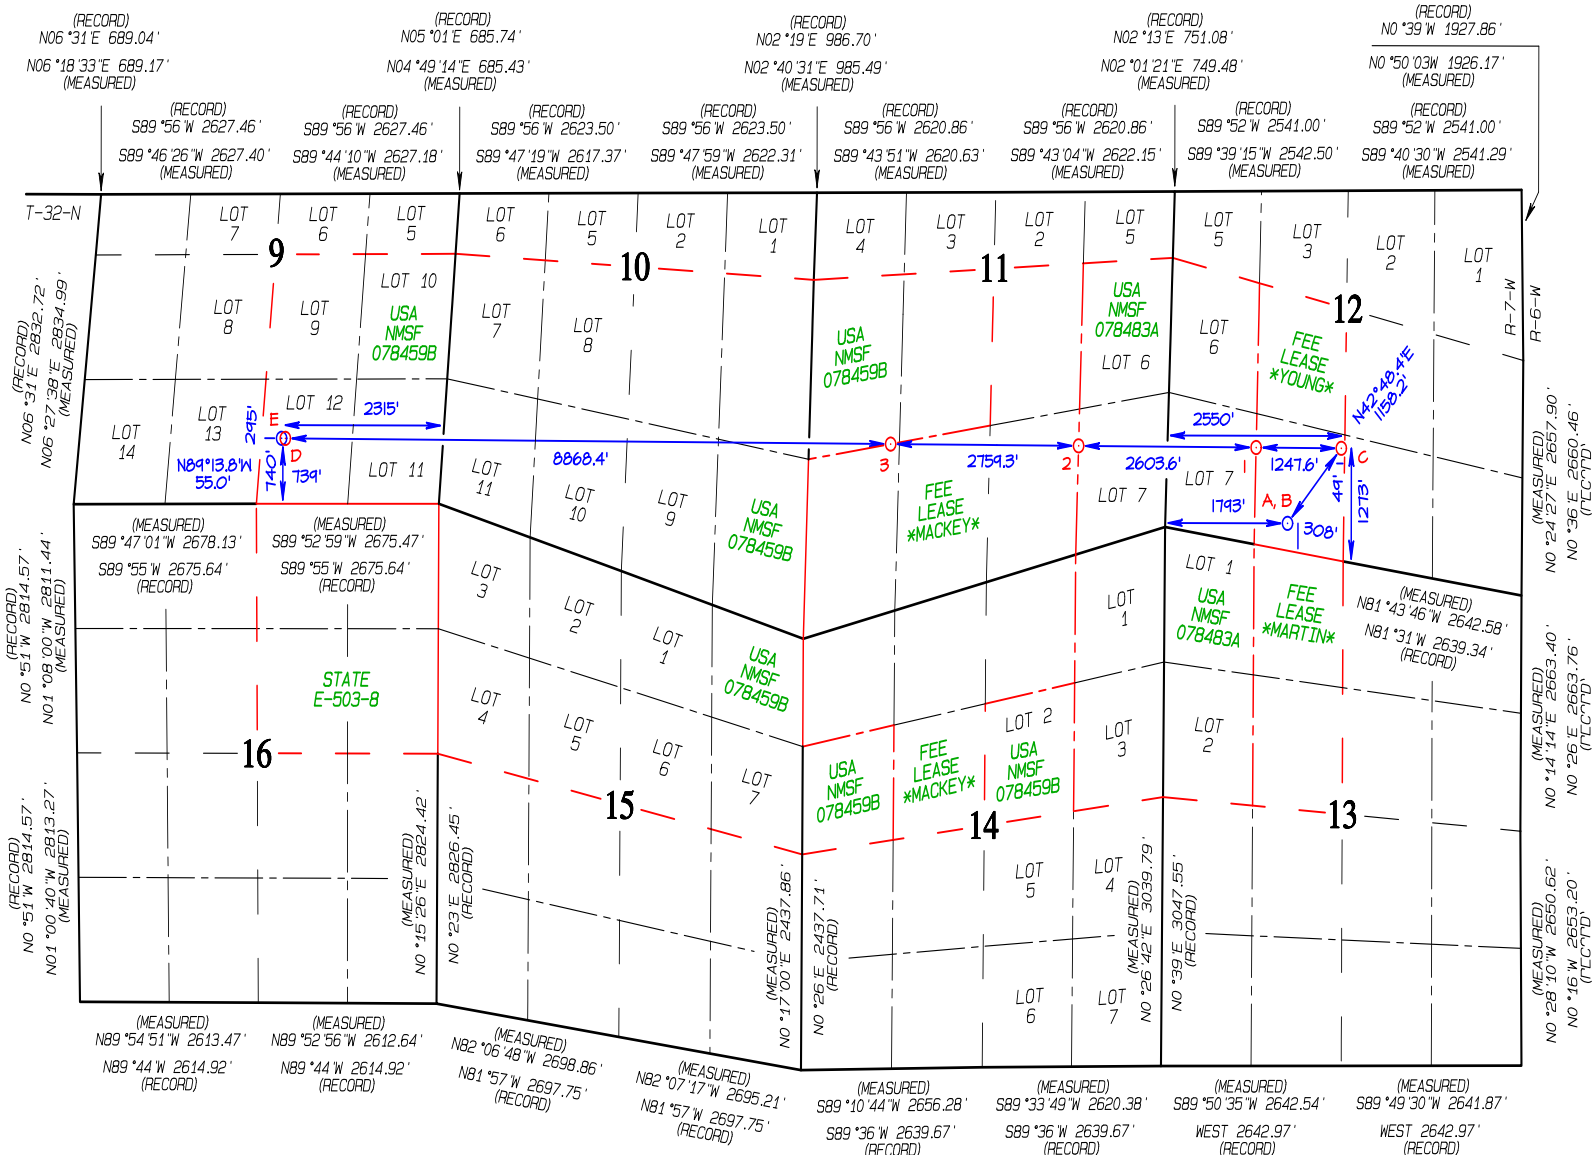 (RECORD)
N06°31'E 689.04'
N06°18'33"E 689.17'
(MEASURED)
(RECORD)
N05°01'E 685.74'
N04°49'14"E 685.43'
(MEASURED)
(RECORD)
N02°19'E 986.70'
N02°40'31"E 985.49'
(MEASURED)
(RECORD)
N02°13'E 751.08'
N02°01'21"E 749.48'
(MEASURED)
(RECORD)
N0°39'W 1927.86'
N0°50'03W 1926.17'
(MEASURED)
(RECORD)
S89°56'W 2627.46'
S89°46'26"W 2627.40'
(MEASURED)
(RECORD)
S89°56'W 2627.46'
S89°44'10"W 2627.18'
(MEASURED)
(RECORD)
S89°56'W 2623.50'
S89°47'19"W 2617.37'
(MEASURED)
(RECORD)
S89°56'W 2623.50'
S89°47'59"W 2622.31'
(MEASURED)
(RECORD)
S89°56'W 2620.86'
S89°43'51"W 2620.63'
(MEASURED)
(RECORD)
S89°56'W 2620.86'
S89°43'04"W 2622.15'
(MEASURED)
(RECORD)
S89°52'W 2541.00'
S89°39'15"W 2542.50'
(MEASURED)
(RECORD)
S89°52'W 2541.00'
S89°40'30"W 2541.29'
(MEASURED)
T-32-N
LOT
7
LOT
6
LOT
5
9
LOT
8
LOT
9
LOT 10
USA
NMSF
078459B
LOT
14
LOT
13
LOT 12
LOT 11
2315'
295'
E
D
N89°13.8'W
55.0'
740'
739'
LOT
6
LOT
5
LOT
2
LOT
1
10
LOT
7
LOT
8
8868.4'
LOT
11
LOT
10
LOT
9
USA
NMSF
078459B
LOT
4
LOT
3
LOT
2
LOT
5
11
USA
NMSF
078459B
USA
NMSF
078483A
LOT 6
3
2759.3'
2
FEE
LEASE
*MACKEY*
LOT 7
LOT
5
LOT
3
LOT
2
LOT
1
12
LOT
6
FEE
LEASE
*YOUNG*
N42°48.4'E
1158.2'
R-7-W
R-6-W
2550'
2603.6'
1
1247.6'
C
LOT 7
1793'
A, B
49'
1273'
308'
(RECORD)
N06°31'E 2832.72'
N06°27'38"E 2834.99'
(MEASURED)
(MEASURED)
N0°24'27"E 2657.90'
N0°36'E 2660.46'
(MEASURED)
S89°47'01"W 2678.13'
S89°55'W 2675.64'
(RECORD)
(MEASURED)
S89°52'59"W 2675.47'
S89°55'W 2675.64'
(RECORD)
(RECORD)
N0°51'W 2814.57'
N01°08'00"W 2811.44'
(MEASURED)
STATE
E-503-8
16
(RECORD)
N0°51'W 2814.57'
N01°00'40"W 2813.27'
(MEASURED)
LOT
3
LOT
2
LOT
1
USA
NMSF
078459B
LOT
4
LOT
5
LOT
6
LOT
7
15
(MEASURED)
N0°15'26"E 2824.42'
N0°23'E 2826.45'
(RECORD)
LOT
1
LOT 2
LOT
3
USA
NMSF
078459B
FEE
LEASE
*MACKEY*
USA
NMSF
078459B
14
LOT
5
LOT
4
LOT
6
LOT
7
(MEASURED)
N0°17'00"E 2437.86'
N0°26'E 2437.71'
(RECORD)
(MEASURED)
N0°26'42"E 3039.79'
N0°39'E 3047.55'
(RECORD)
LOT 1
USA
NMSF
078483A
FEE
LEASE
*MARTIN*
LOT
2
13
(MEASURED)
N81°43'46"W 2642.58'
N81°31'W 2639.34'
(RECORD)
(MEASURED)
N0°14'14"E 2663.40'
N0°26'E 2663.76'
(MEASURED)
N0°28'10"W 2650.62'
N0°16'W 2653.20'
(MEASURED)
N89°54'51"W 2613.47'
N89°44'W 2614.92'
(RECORD)
(MEASURED)
N89°52'56"W 2612.64'
N89°44'W 2614.92'
(RECORD)
(MEASURED)
N82°06'48"W 2698.86'
N81°57'W 2697.75'
(RECORD)
(MEASURED)
N82°07'17"W 2695.21'
N81°57'W 2697.75'
(RECORD)
(MEASURED)
S89°10'44"W 2656.28'
S89°36'W 2639.67'
(RECORD)
(MEASURED)
S89°33'49"W 2620.38'
S89°36'W 2639.67'
(RECORD)
(MEASURED)
S89°50'35"W 2642.54'
WEST 2642.97'
(RECORD)
(MEASURED)
S89°49'30"W 2641.87'
WEST 2642.97'
(RECORD)